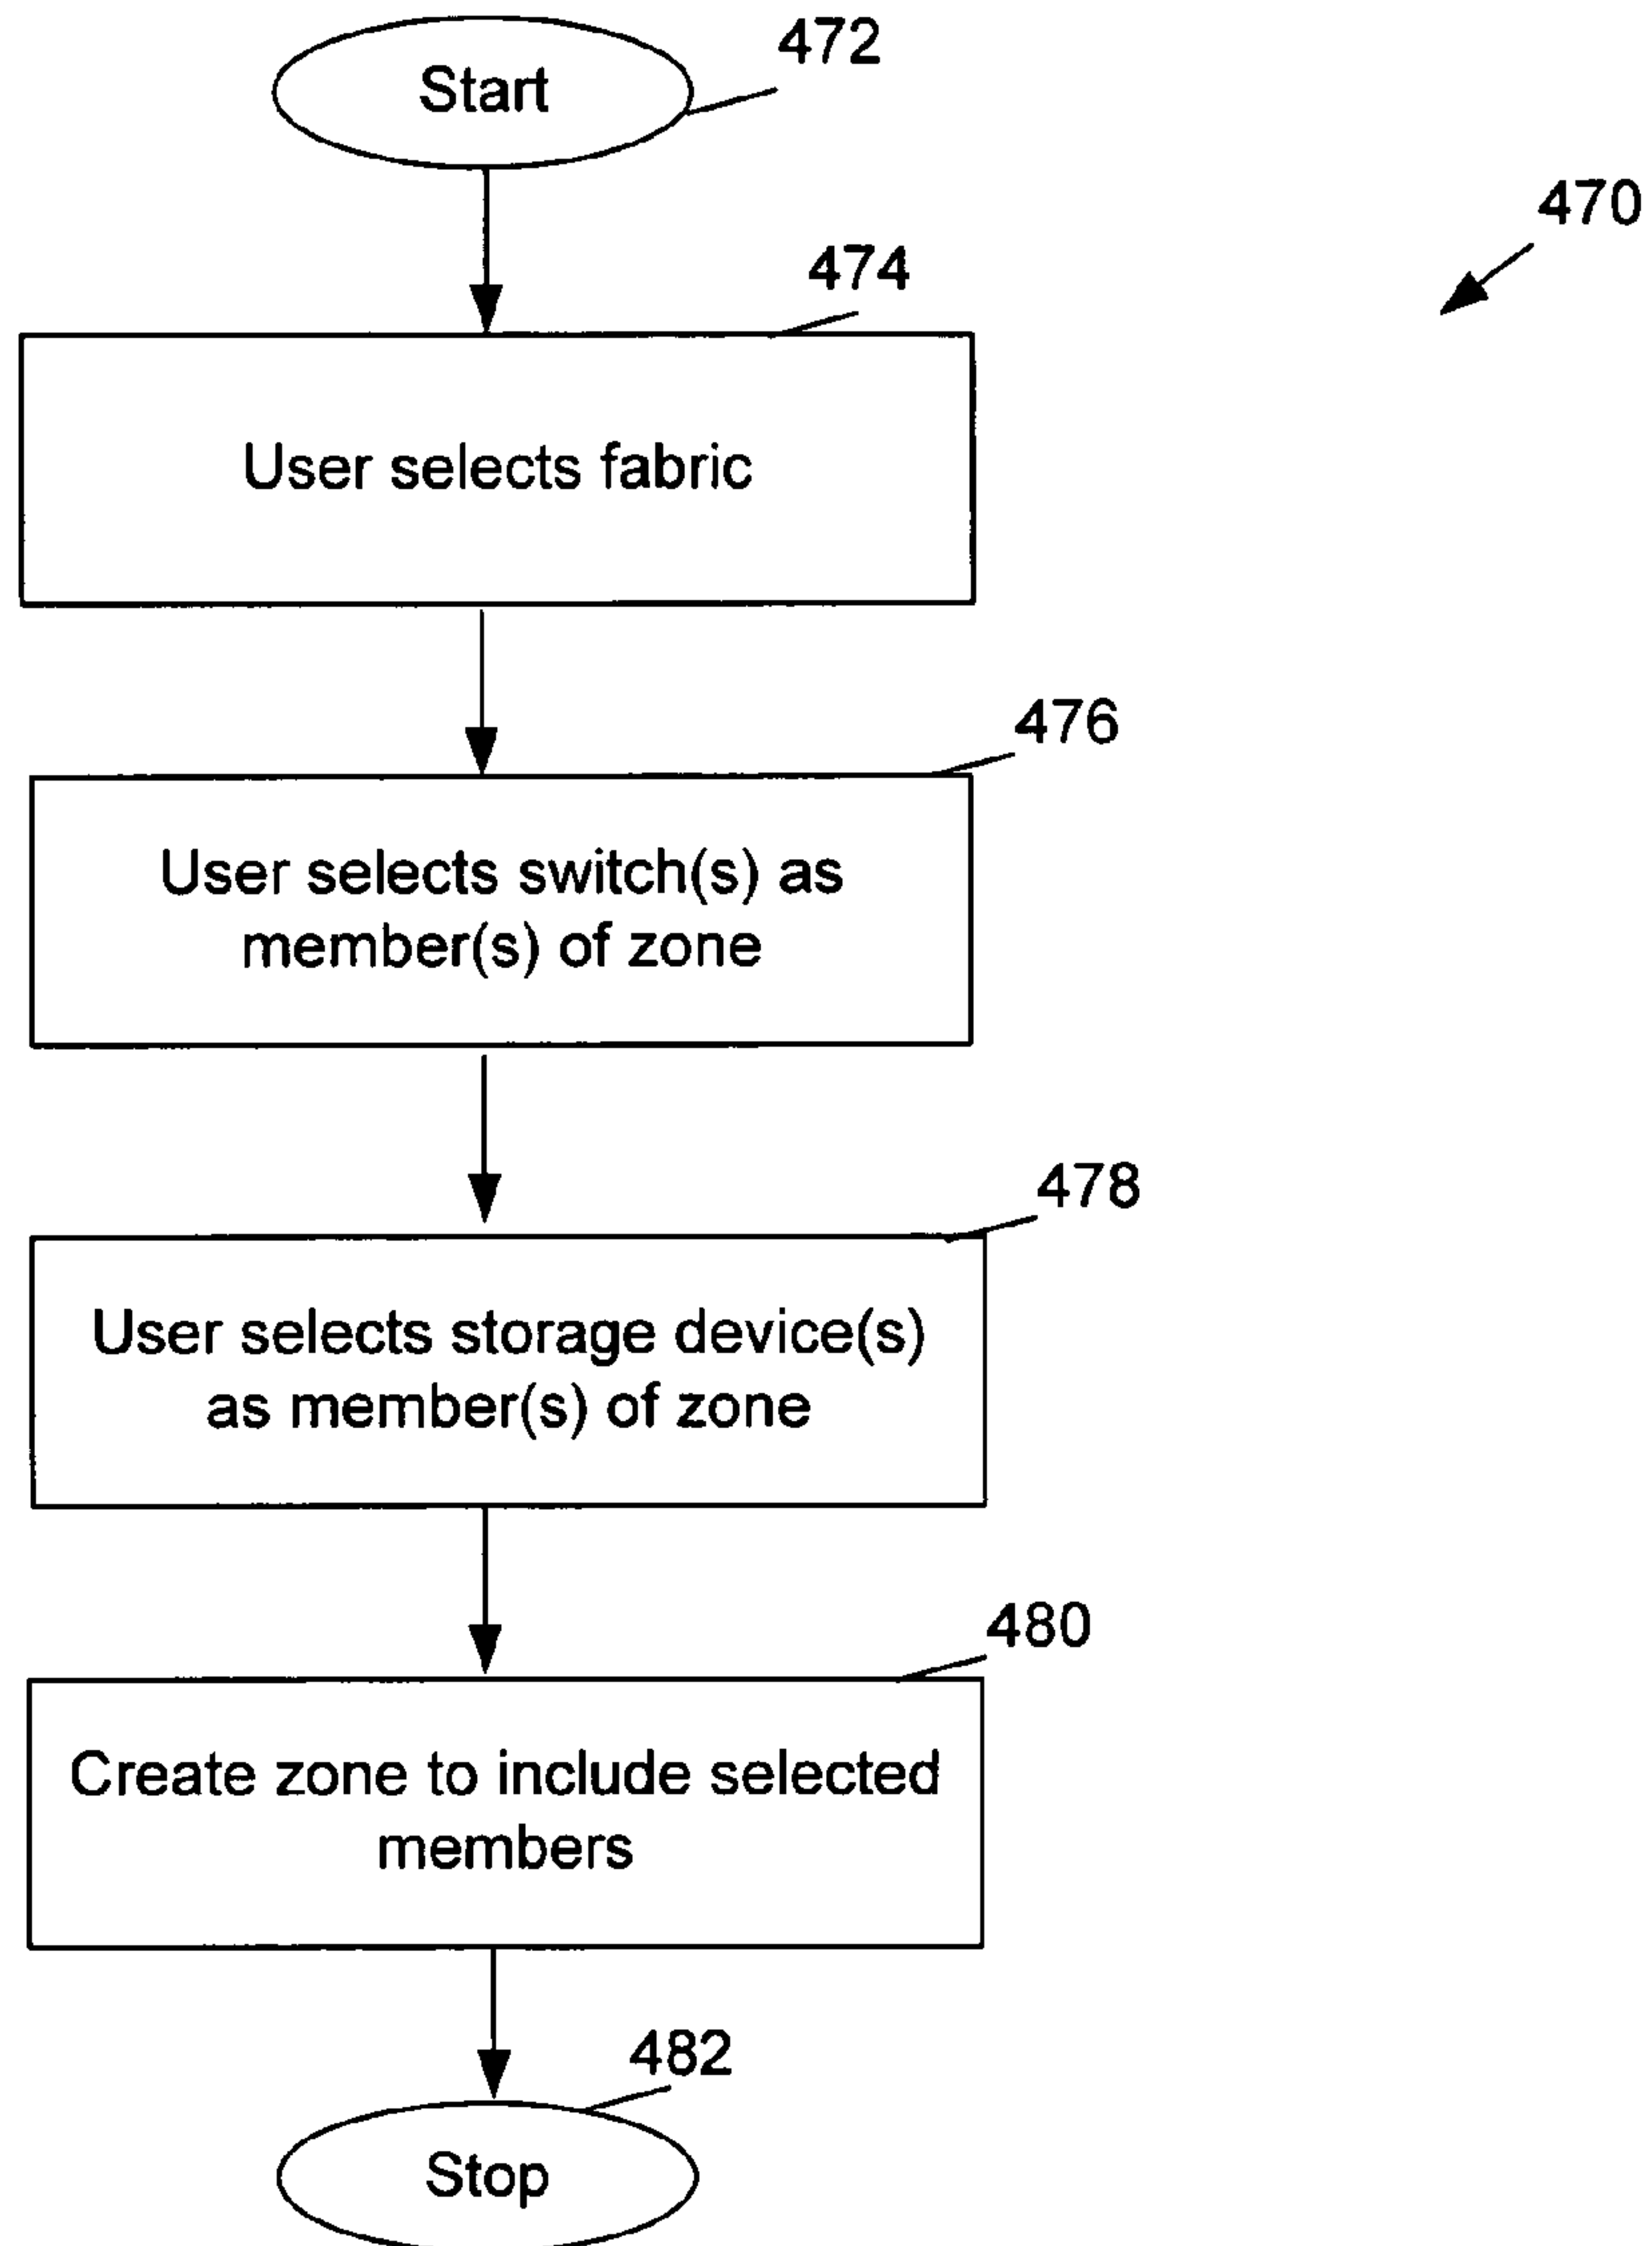 472
Start
470
474
User selects fabric
476
User selects switch(s) as
member(s) of zone
478
User selects storage device(s)
as member(s) of zone
480
Create zone to include selected
members
482
Stop